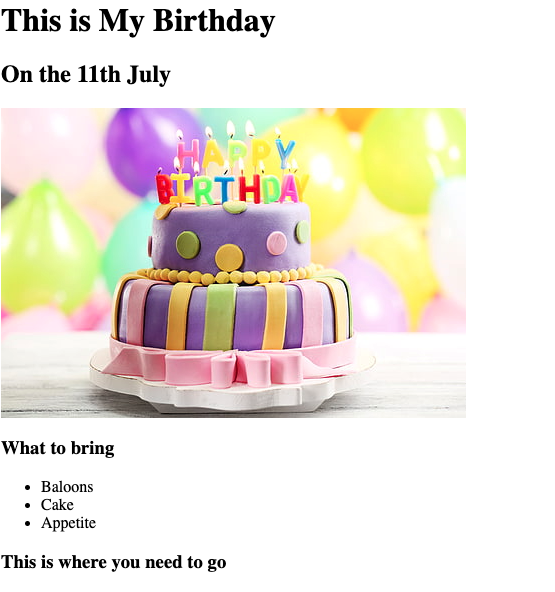 This is My Birthday
On the 11th July
HAPPY
BIRTHDAY
What to bring
Baloons
Cake
Appetite
This is where you need to go